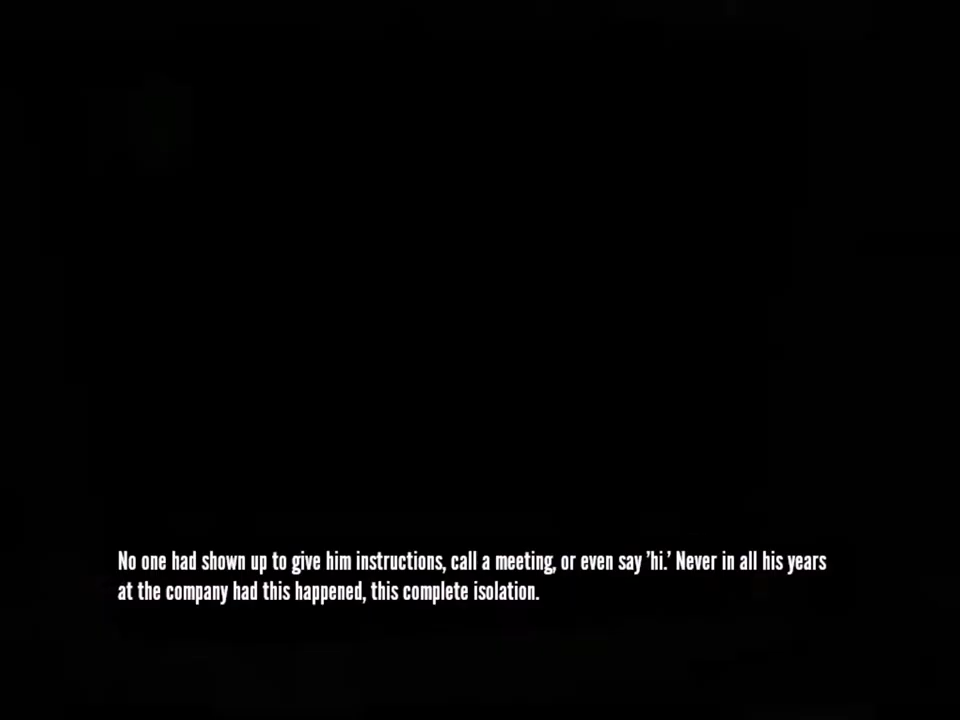 No one had shown up to give him instructions, call a meeting, or even say 'hi.' Never in all his years
at the company had this happened, this complete isolation.